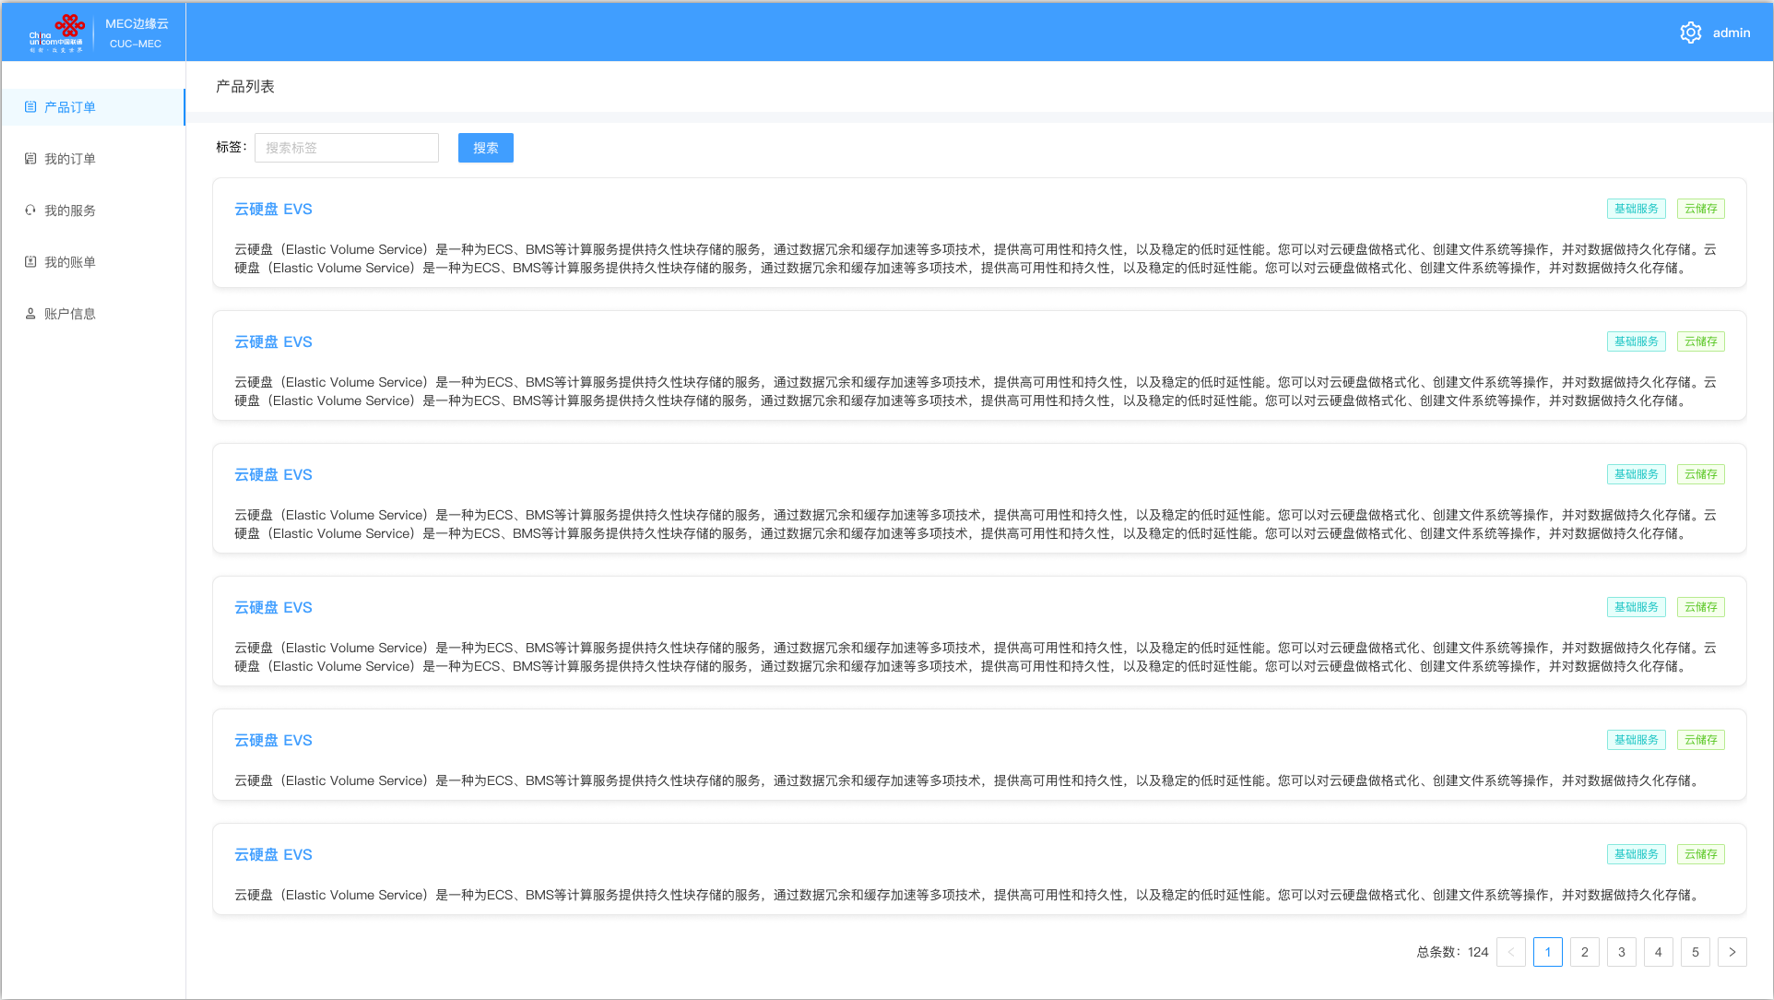 China
unicom中国联通
MEC边缘云
CUC-MEC
admin
产品订单
我的订单
我的服务
我的账单
账户信息
产品列表
标签： 搜索标签 搜索
云硬盘 EVS 基础服务 云储存
云硬盘（Elastic Volume Service）是一种为ECS、BMS等计算服务提供持久性块存储的服务，通过数据冗余和缓存加速等多项技术，提供高可用性和持久性，以及稳定的低时延性能。您可以对云硬盘做格式化、创建文件系统等操作，并对数据做持久化存储。云
硬盘（Elastic Volume Service）是一种为ECS、BMS等计算服务提供持久性块存储的服务，通过数据冗余和缓存加速等多项技术，提供高可用性和持久性，以及稳定的低时延性能。您可以对云硬盘做格式化、创建文件系统等操作，并对数据做持久化存储。
云硬盘 EVS 基础服务 云储存
云硬盘（Elastic Volume Service）是一种为ECS、BMS等计算服务提供持久性块存储的服务，通过数据冗余和缓存加速等多项技术，提供高可用性和持久性，以及稳定的低时延性能。您可以对云硬盘做格式化、创建文件系统等操作，并对数据做持久化存储。云
硬盘（Elastic Volume Service）是一种为ECS、BMS等计算服务提供持久性块存储的服务，通过数据冗余和缓存加速等多项技术，提供高可用性和持久性，以及稳定的低时延性能。您可以对云硬盘做格式化、创建文件系统等操作，并对数据做持久化存储。
云硬盘 EVS 基础服务 云储存
云硬盘（Elastic Volume Service）是一种为ECS、BMS等计算服务提供持久性块存储的服务，通过数据冗余和缓存加速等多项技术，提供高可用性和持久性，以及稳定的低时延性能。您可以对云硬盘做格式化、创建文件系统等操作，并对数据做持久化存储。云
硬盘（Elastic Volume Service）是一种为ECS、BMS等计算服务提供持久性块存储的服务，通过数据冗余和缓存加速等多项技术，提供高可用性和持久性，以及稳定的低时延性能。您可以对云硬盘做格式化、创建文件系统等操作，并对数据做持久化存储。
云硬盘 EVS 基础服务 云储存
云硬盘（Elastic Volume Service）是一种为ECS、BMS等计算服务提供持久性块存储的服务，通过数据冗余和缓存加速等多项技术，提供高可用性和持久性，以及稳定的低时延性能。您可以对云硬盘做格式化、创建文件系统等操作，并对数据做持久化存储。云
硬盘（Elastic Volume Service）是一种为ECS、BMS等计算服务提供持久性块存储的服务，通过数据冗余和缓存加速等多项技术，提供高可用性和持久性，以及稳定的低时延性能。您可以对云硬盘做格式化、创建文件系统等操作，并对数据做持久化存储。
云硬盘 EVS 基础服务 云储存
云硬盘（Elastic Volume Service）是一种为ECS、BMS等计算服务提供持久性块存储的服务，通过数据冗余和缓存加速等多项技术，提供高可用性和持久性，以及稳定的低时延性能。您可以对云硬盘做格式化、创建文件系统等操作，并对数据做持久化存储。
云硬盘 EVS 基础服务 云储存
云硬盘（Elastic Volume Service）是一种为ECS、BMS等计算服务提供持久性块存储的服务，通过数据冗余和缓存加速等多项技术，提供高可用性和持久性，以及稳定的低时延性能。您可以对云硬盘做格式化、创建文件系统等操作，并对数据做持久化存储。
总条数：124 < 1 2 3 4 5 >